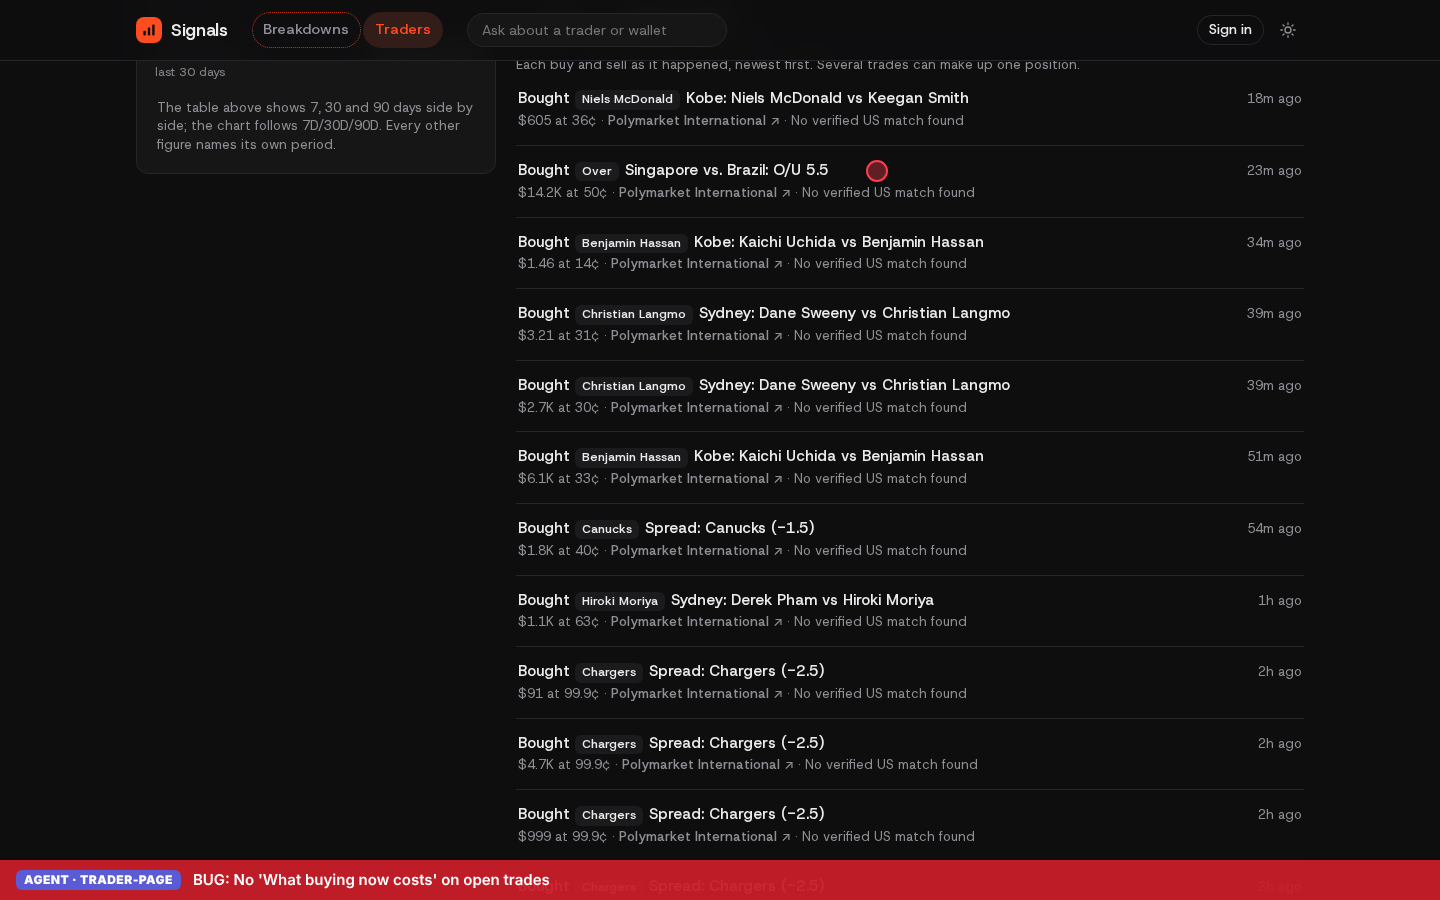 Signals
Breakdowns
Traders
Ask about a trader or wallet
Sign in
last 30 days
The table above shows 7, 30 and 90 days side by
side; the chart follows 7D/30D/90D. Every other
figure names its own period.
Each buy and sell as it happened, newest first. Several trades can make up one position.
Bought Niels McDonald Kobe: Niels McDonald vs Keegan Smith 18m ago
$605 at 36¢ · Polymarket International ↗ · No verified US match found
Bought Over Singapore vs. Brazil: O/U 5.5 23m ago
$14.2K at 50¢ · Polymarket International ↗ · No verified US match found
Bought Benjamin Hassan Kobe: Kaichi Uchida vs Benjamin Hassan 34m ago
$1.46 at 14¢ · Polymarket International ↗ · No verified US match found
Bought Christian Langmo Sydney: Dane Sweeny vs Christian Langmo 39m ago
$3.21 at 31¢ · Polymarket International ↗ · No verified US match found
Bought Christian Langmo Sydney: Dane Sweeny vs Christian Langmo 39m ago
$2.7K at 30¢ · Polymarket International ↗ · No verified US match found
Bought Benjamin Hassan Kobe: Kaichi Uchida vs Benjamin Hassan 51m ago
$6.1K at 33¢ · Polymarket International ↗ · No verified US match found
Bought Canucks Spread: Canucks (-1.5) 54m ago
$1.8K at 40¢ · Polymarket International ↗ · No verified US match found
Bought Hiroki Moriya Sydney: Derek Pham vs Hiroki Moriya 1h ago
$1.1K at 63¢ · Polymarket International ↗ · No verified US match found
Bought Chargers Spread: Chargers (-2.5) 2h ago
$91 at 99.9¢ · Polymarket International ↗ · No verified US match found
Bought Chargers Spread: Chargers (-2.5) 2h ago
$4.7K at 99.9¢ · Polymarket International ↗ · No verified US match found
Bought Chargers Spread: Chargers (-2.5) 2h ago
$999 at 99.9¢ · Polymarket International ↗ · No verified US match found
Bought Chargers Spread: Chargers (-2.5) 2h ago
AGENT · TRADER-PAGE BUG: No 'What buying now costs' on open trades